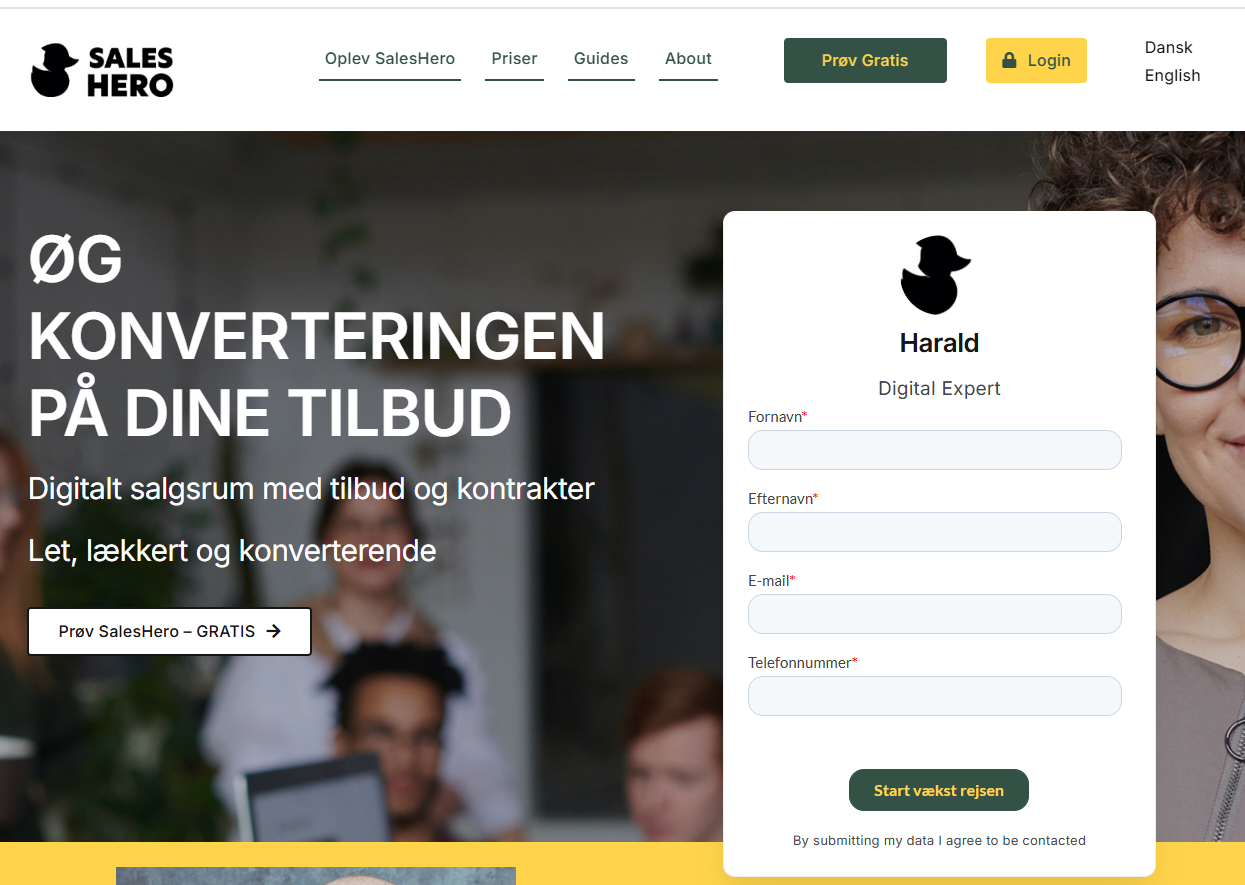 SALES
HERO
Oplev SalesHero
Priser
Guides
About
Prøv Gratis
Login
Dansk
English
ØG
KONVERTERINGEN
PÅ DINE TILBUD
Digitalt salgsrum med tilbud og kontrakter
Let, lækkert og konverterende
Prøv SalesHero – GRATIS
Harald
Digital Expert
Fornavn*
Efternavn*
E-mail*
Telefonnummer*
Start vækst rejsen
By submitting my data I agree to be contacted